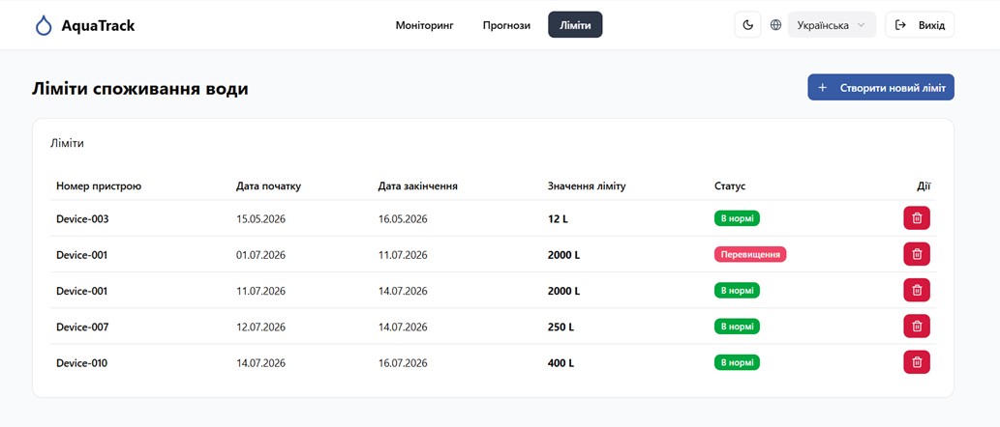 AquaTrack Моніторинг Прогнози Ліміти Українська Вихід
Ліміти споживання води + Створити новий ліміт
Ліміти
Номер пристрою Дата початку Дата закінчення Значення ліміту Статус Дії
Device-003 15.05.2026 16.05.2026 12 L В нормі
Device-001 01.07.2026 11.07.2026 2000 L Перевищення
Device-001 11.07.2026 14.07.2026 2000 L В нормі
Device-007 12.07.2026 14.07.2026 250 L В нормі
Device-010 14.07.2026 16.07.2026 400 L В нормі